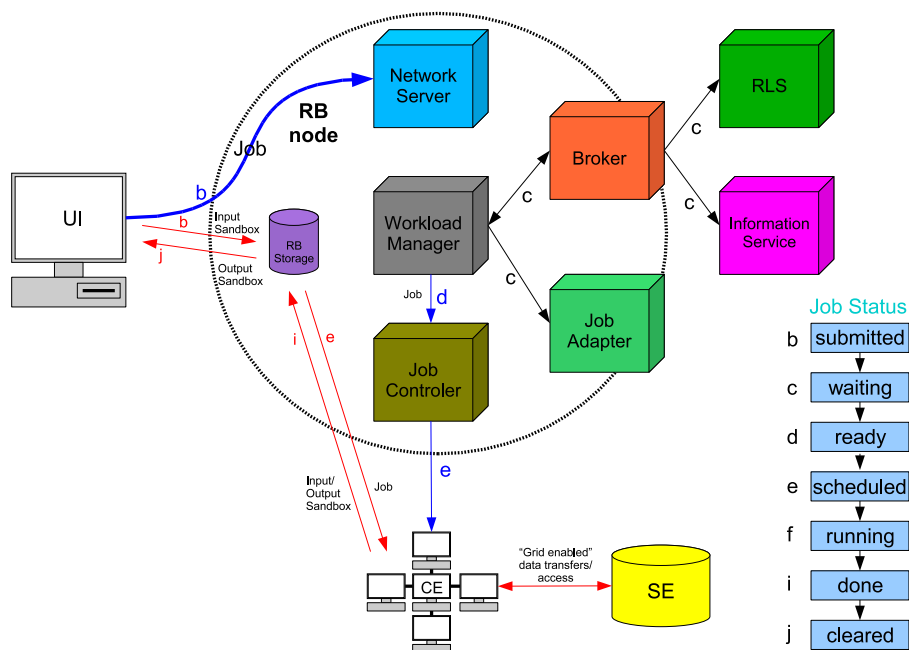 Network
Server
RLS
RB
node
Job
Broker
c
c
b
UI
b
Input
Sandbox
RB
Storage
j
Output
Sandbox
Workload
Manager
c
Information
Service
c
Job
d
Job
Adapter
i
e
Job
Controler
e
Input/
Output
Sandbox
Job
CE
"Grid enabled"
data transfers/
access
SE
Job Status
b submitted
c waiting
d ready
e scheduled
f running
i done
j cleared